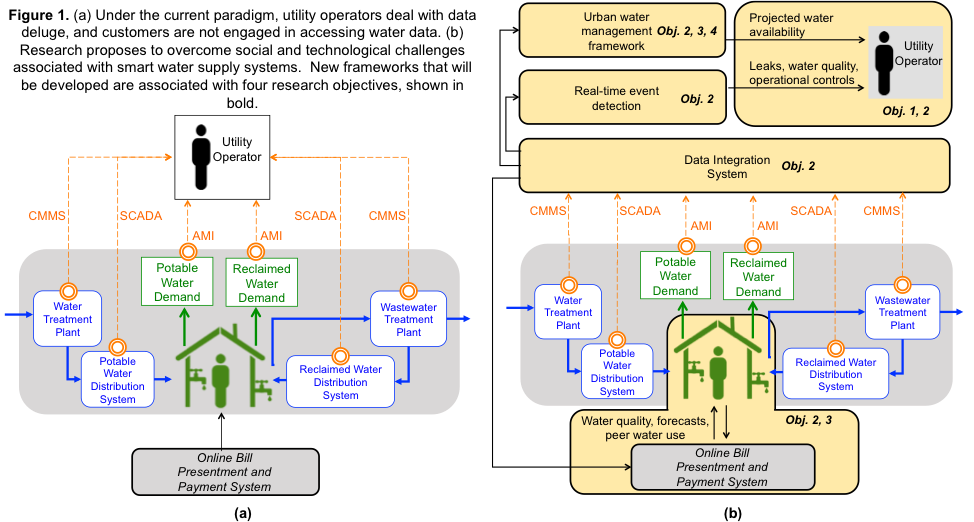 Figure 1. (a) Under the current paradigm, utility operators deal with data
deluge, and customers are not engaged in accessing water data. (b)
Research proposes to overcome social and technological challenges
associated with smart water supply systems.  New frameworks that will
be developed are associated with four research objectives, shown in
bold.
Utility
Operator
CMMS
SCADA
AMI
AMI
SCADA
CMMS
Potable
Water
Demand
Reclaimed
Water
Demand
Water
Treatment
Plant
Wastewater
Treatment
Plant
Potable
Water
Distribution
System
Reclaimed Water
Distribution
System
Online Bill
Presentment and
Payment System
(a)
Urban water
management
framework
Obj. 2, 3, 4
Projected water
availability
Utility
Operator
Leaks, water quality,
operational controls
Obj. 1, 2
Real-time event
detection
Obj. 2
Data Integration
System
Obj. 2
CMMS
SCADA
AMI
AMI
SCADA
CMMS
Potable
Water
Demand
Reclaimed
Water
Demand
Water
Treatment
Plant
Wastewater
Treatment
Plant
Potable
Water
Distribution
System
Reclaimed Water
Distribution
System
Water quality, forecasts,
peer water use
Obj. 2, 3
Online Bill
Presentment and
Payment System
(b)